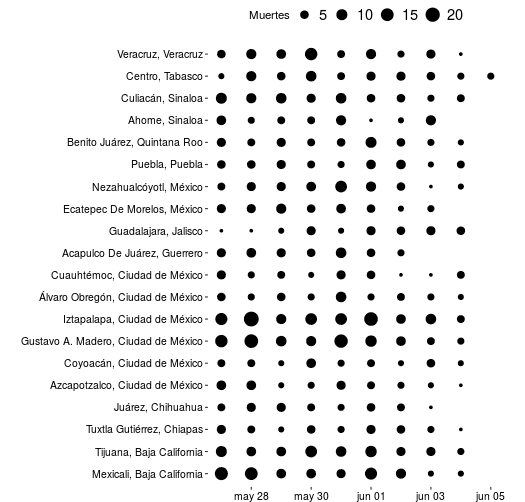 Muertes 5 10 15 20
Veracruz, Veracruz
Centro, Tabasco
Culiacán, Sinaloa
Ahome, Sinaloa
Benito Juárez, Quintana Roo
Puebla, Puebla
Nezahualcóyotl, México
Ecatepec De Morelos, México
Guadalajara, Jalisco
Acapulco De Juárez, Guerrero
Cuauhtémoc, Ciudad de México
Álvaro Obregón, Ciudad de México
Iztapalapa, Ciudad de México
Gustavo A. Madero, Ciudad de México
Coyoacán, Ciudad de México
Azcapotzalco, Ciudad de México
Juárez, Chihuahua
Tuxtla Gutiérrez, Chiapas
Tijuana, Baja California
Mexicali, Baja California
may 28 may 30 jun 01 jun 03 jun 05